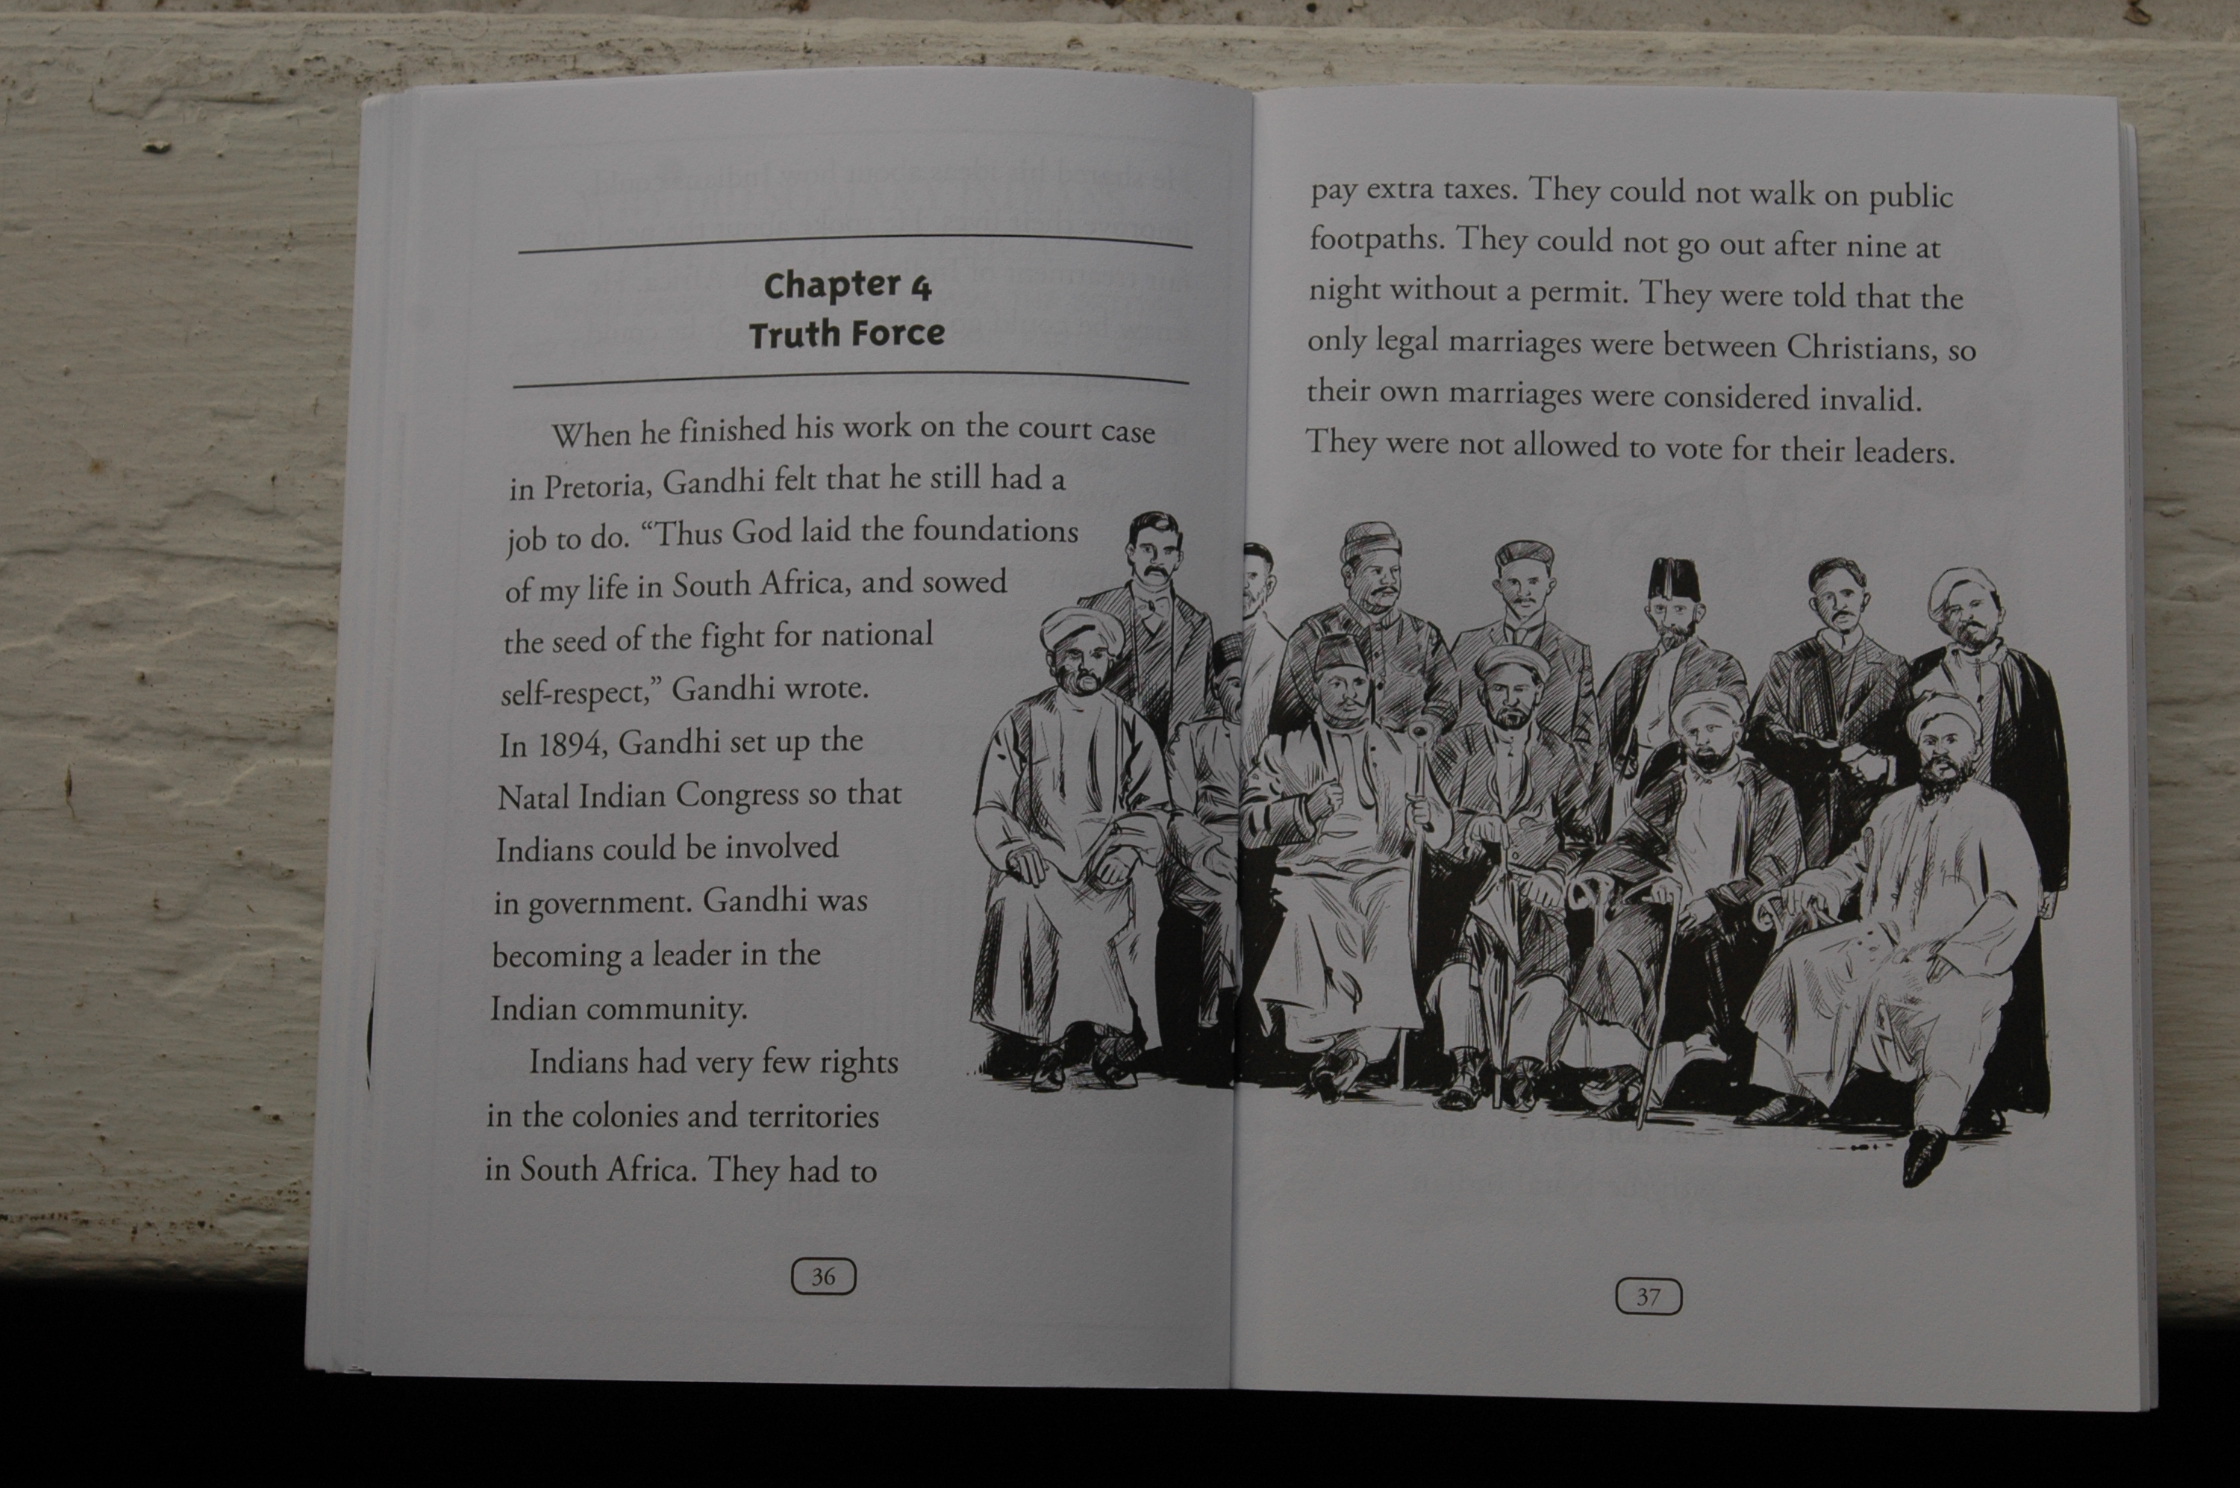 Chapter 4
Truth Force
When he finished his work on the court case
in Pretoria, Gandhi felt that he still had a
job to do. “Thus God laid the foundations
of my life in South Africa, and sowed
the seed of the fight for national
self-respect,” Gandhi wrote.
In 1894, Gandhi set up the
Natal Indian Congress so that
Indians could be involved
in government. Gandhi was
becoming a leader in the
Indian community.
Indians had very few rights
in the colonies and territories
in South Africa. They had to
36
pay extra taxes. They could not walk on public
footpaths. They could not go out after nine at
night without a permit. They were told that the
only legal marriages were between Christians, so
their own marriages were considered invalid.
They were not allowed to vote for their leaders.
37